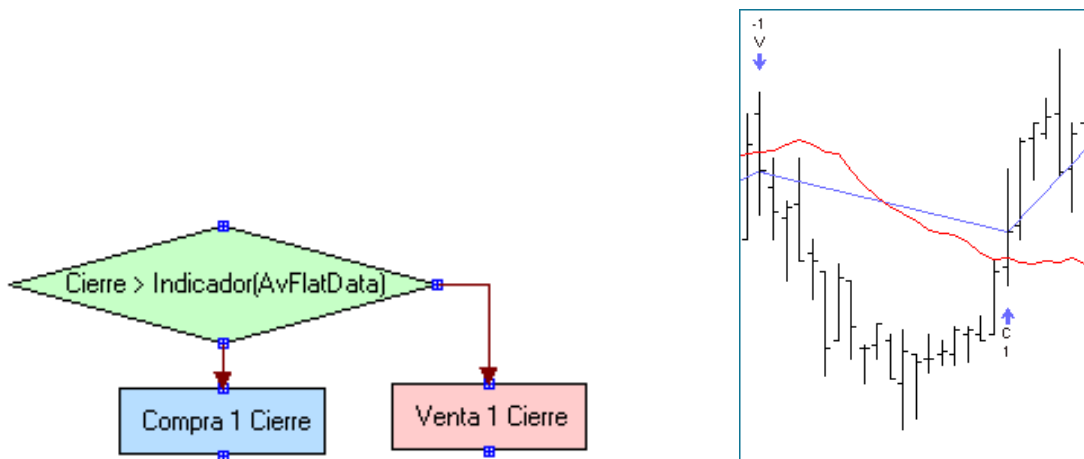 Cierre > Indicador(AvFlatData)
Compra 1 Cierre
Venta 1 Cierre
-1
V
C
1